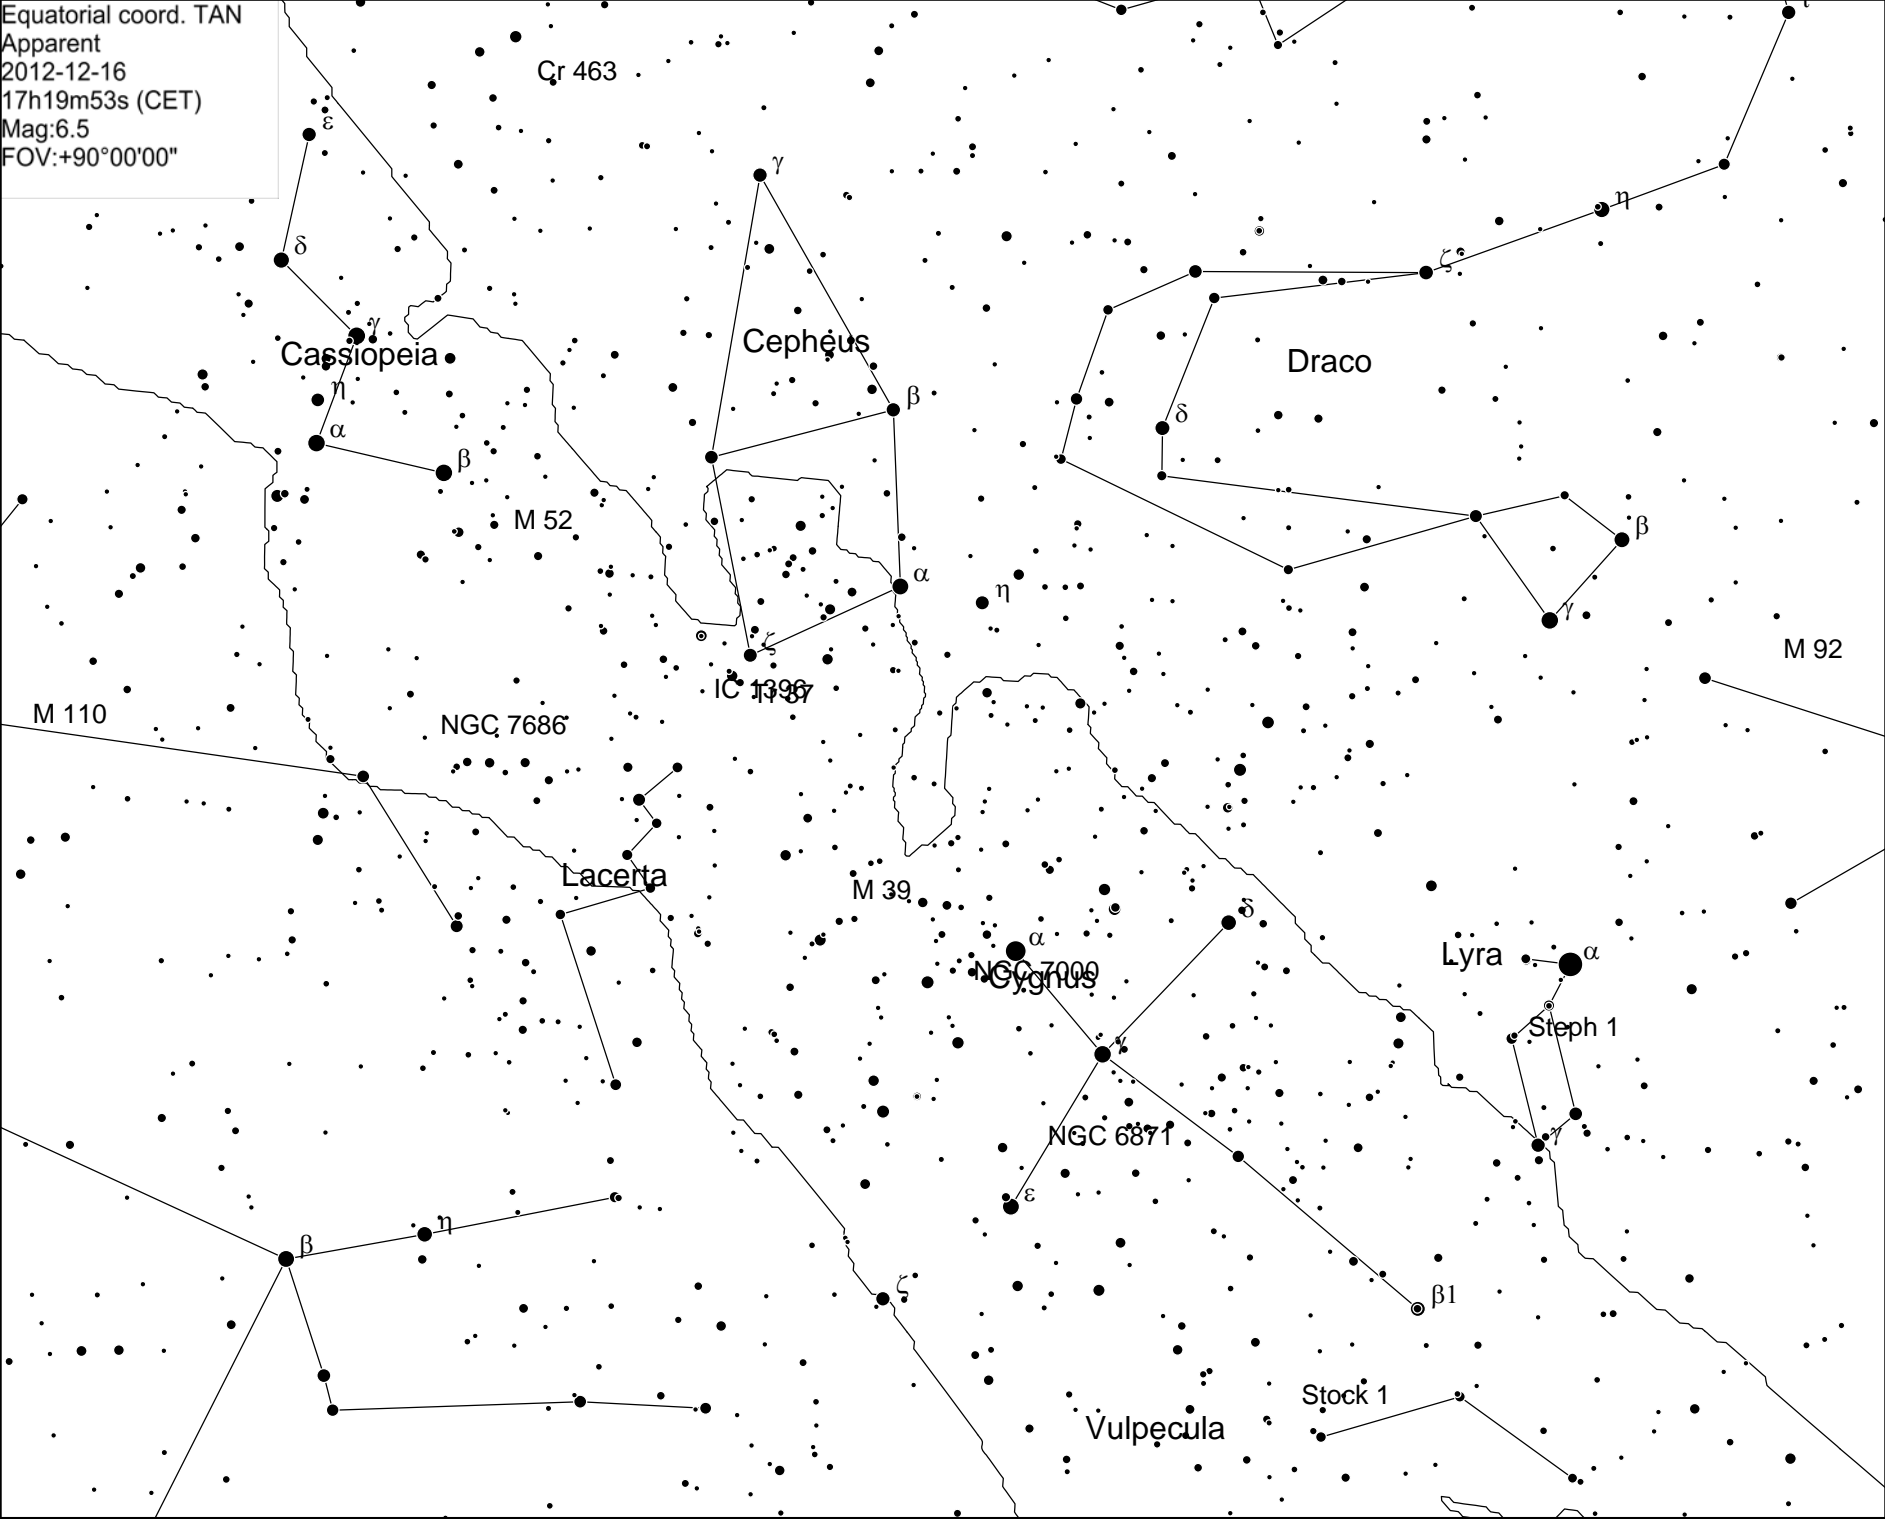 Equatorial coord. TAN
Apparent
2012-12-16
17h19m53s (CET)
Mag:6.5
FOV:+90°00'00"
ι
Cr 463
ε
γ
η
δ
ζ
γ
Cassiopeia
Cepheus
Draco
η
β
δ
α
β
M 52
β
α
η
γ
ζ
M 92
IC 1396
Tr 37
M 110
NGC 7686
Lacerta
M 39
δ
α
NGC 7000
Cygnus
Lyra
α
Steph 1
γ
NGC 6871
γ
ε
η
β
ζ
β1
Stock 1
Vulpecula